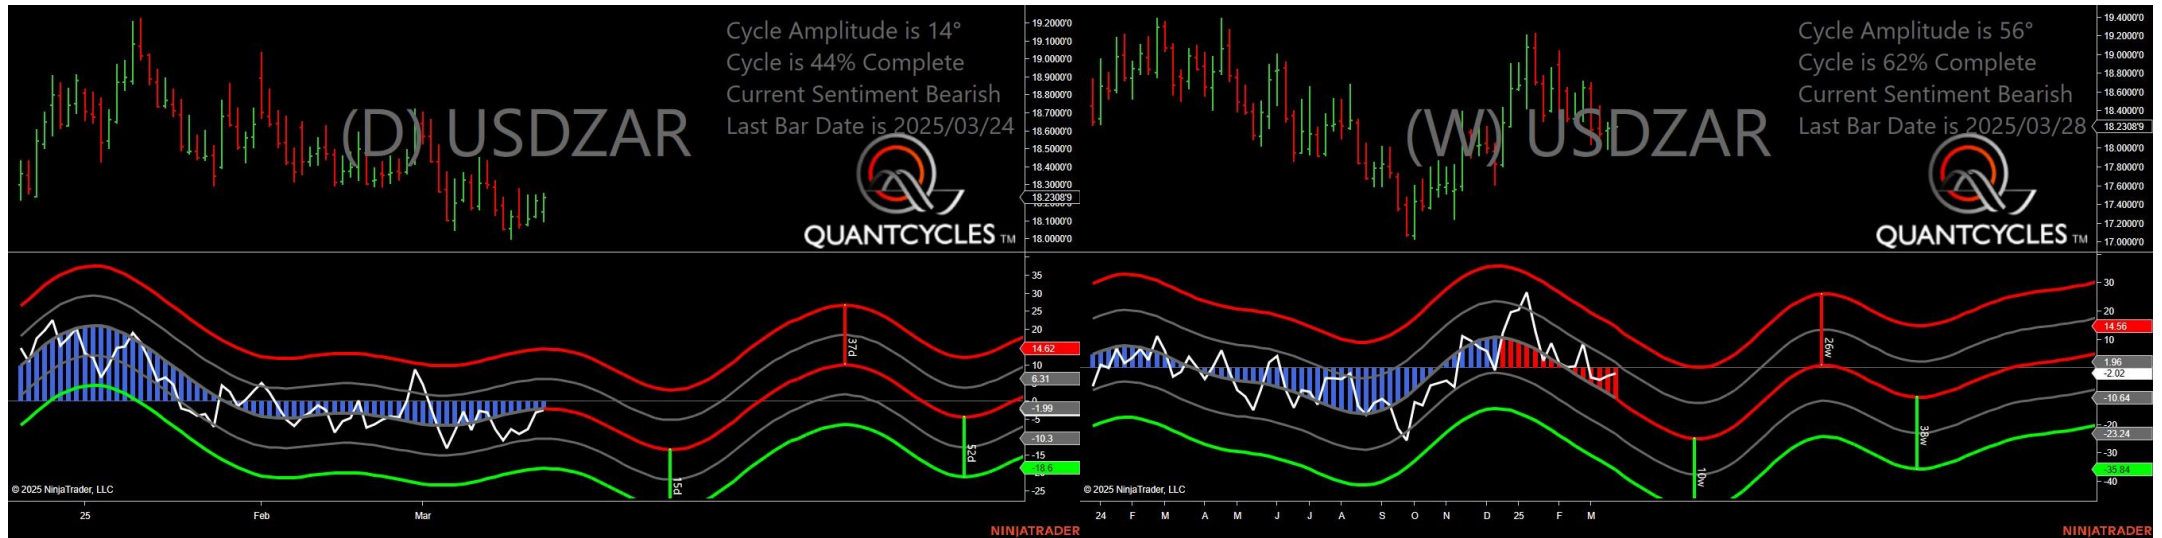 Cycle Amplitude is 14°
Cycle is 44% Complete
Current Sentiment Bearish
Last Bar Date is 2025/03/24
(D) USDZAR
QUANTCYCLES TM
19.2000'0
19.1000'0
18.9000'0
18.8000'0
18.7000'0
18.6000'0
18.5000'0
18.4000'0
18.3000'0
18.2308'9
18.1000'0
18.0000'0
35
30
25
20
14.62
10
6.31
0
-1.99
-5
-10.3
-15
-18.6
-25
37d
52d
15d
© 2025 NinjaTrader, LLC
25 Feb Mar
NINJATRADER
Cycle Amplitude is 56°
Cycle is 62% Complete
Current Sentiment Bearish
Last Bar Date is 2025/03/28
(W) USDZAR
QUANTCYCLES TM
19.4000'0
19.2000'0
19.0000'0
18.8000'0
18.6000'0
18.4000'0
18.2308'9
18.0000'0
17.8000'0
17.6000'0
17.4000'0
17.2000'0
17.0000'0
30
14.56
10
1.96
-2.02
-10.64
-20
-23.24
-30
-35.84
-40
26w
38w
10w
© 2025 NinjaTrader, LLC
24 F M A M J J A S O N D 25 F M
NINJATRADER